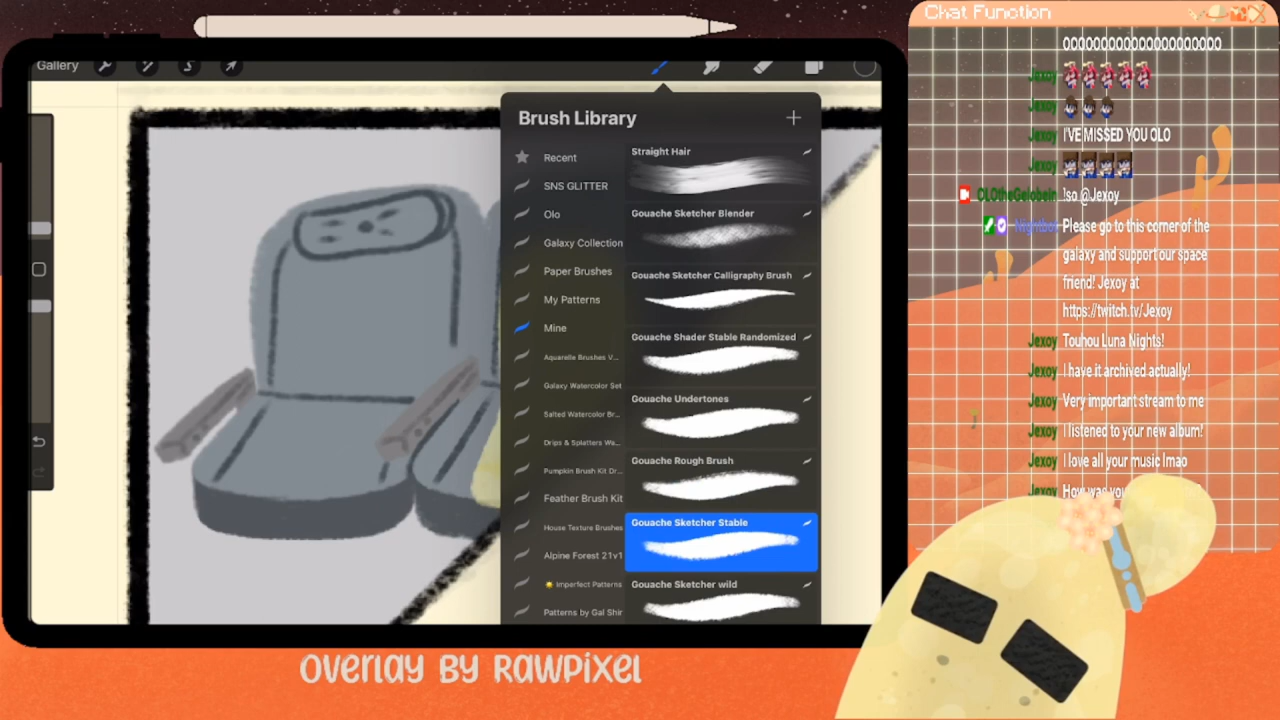 Chat Function
Gallery
Brush Library
Recent
SNS GLITTER
Olo
Galaxy Collection
Paper Brushes
My Patterns
Mine
Aquarelle Brushes V...
Galaxy Watercolor Set
Salted Watercolor Br...
Drips & Splatters Wa...
Pumpkin Brush Kit Dr...
Feather Brush Kit
House Texture Brushes
Alpine Forest 21v1
Imperfect Patterns
Patterns by Gal Shir
Straight Hair
Gouache Sketcher Blender
Gouache Sketcher Calligraphy Brush
Gouache Shader Stable Randomized
Gouache Undertones
Gouache Rough Brush
Gouache Sketcher Stable
Gouache Sketcher wild
Jexoy
Jexoy
Jexoy I'VE MISSED YOU OLO
Jexoy
OLOtheGelobein !so @Jexoy
Nightbot Please go to this corner of the
galaxy and support our space
friend! Jexoy at
https://twitch.tv/Jexoy
Jexoy Touhou Luna Nights!
Jexoy I have it archived actually!
Jexoy Very important stream to me
Jexoy I listened to your new album!
Jexoy I love all your music lmao
Jexoy How was
OVERLAY BY RAWPIXEL